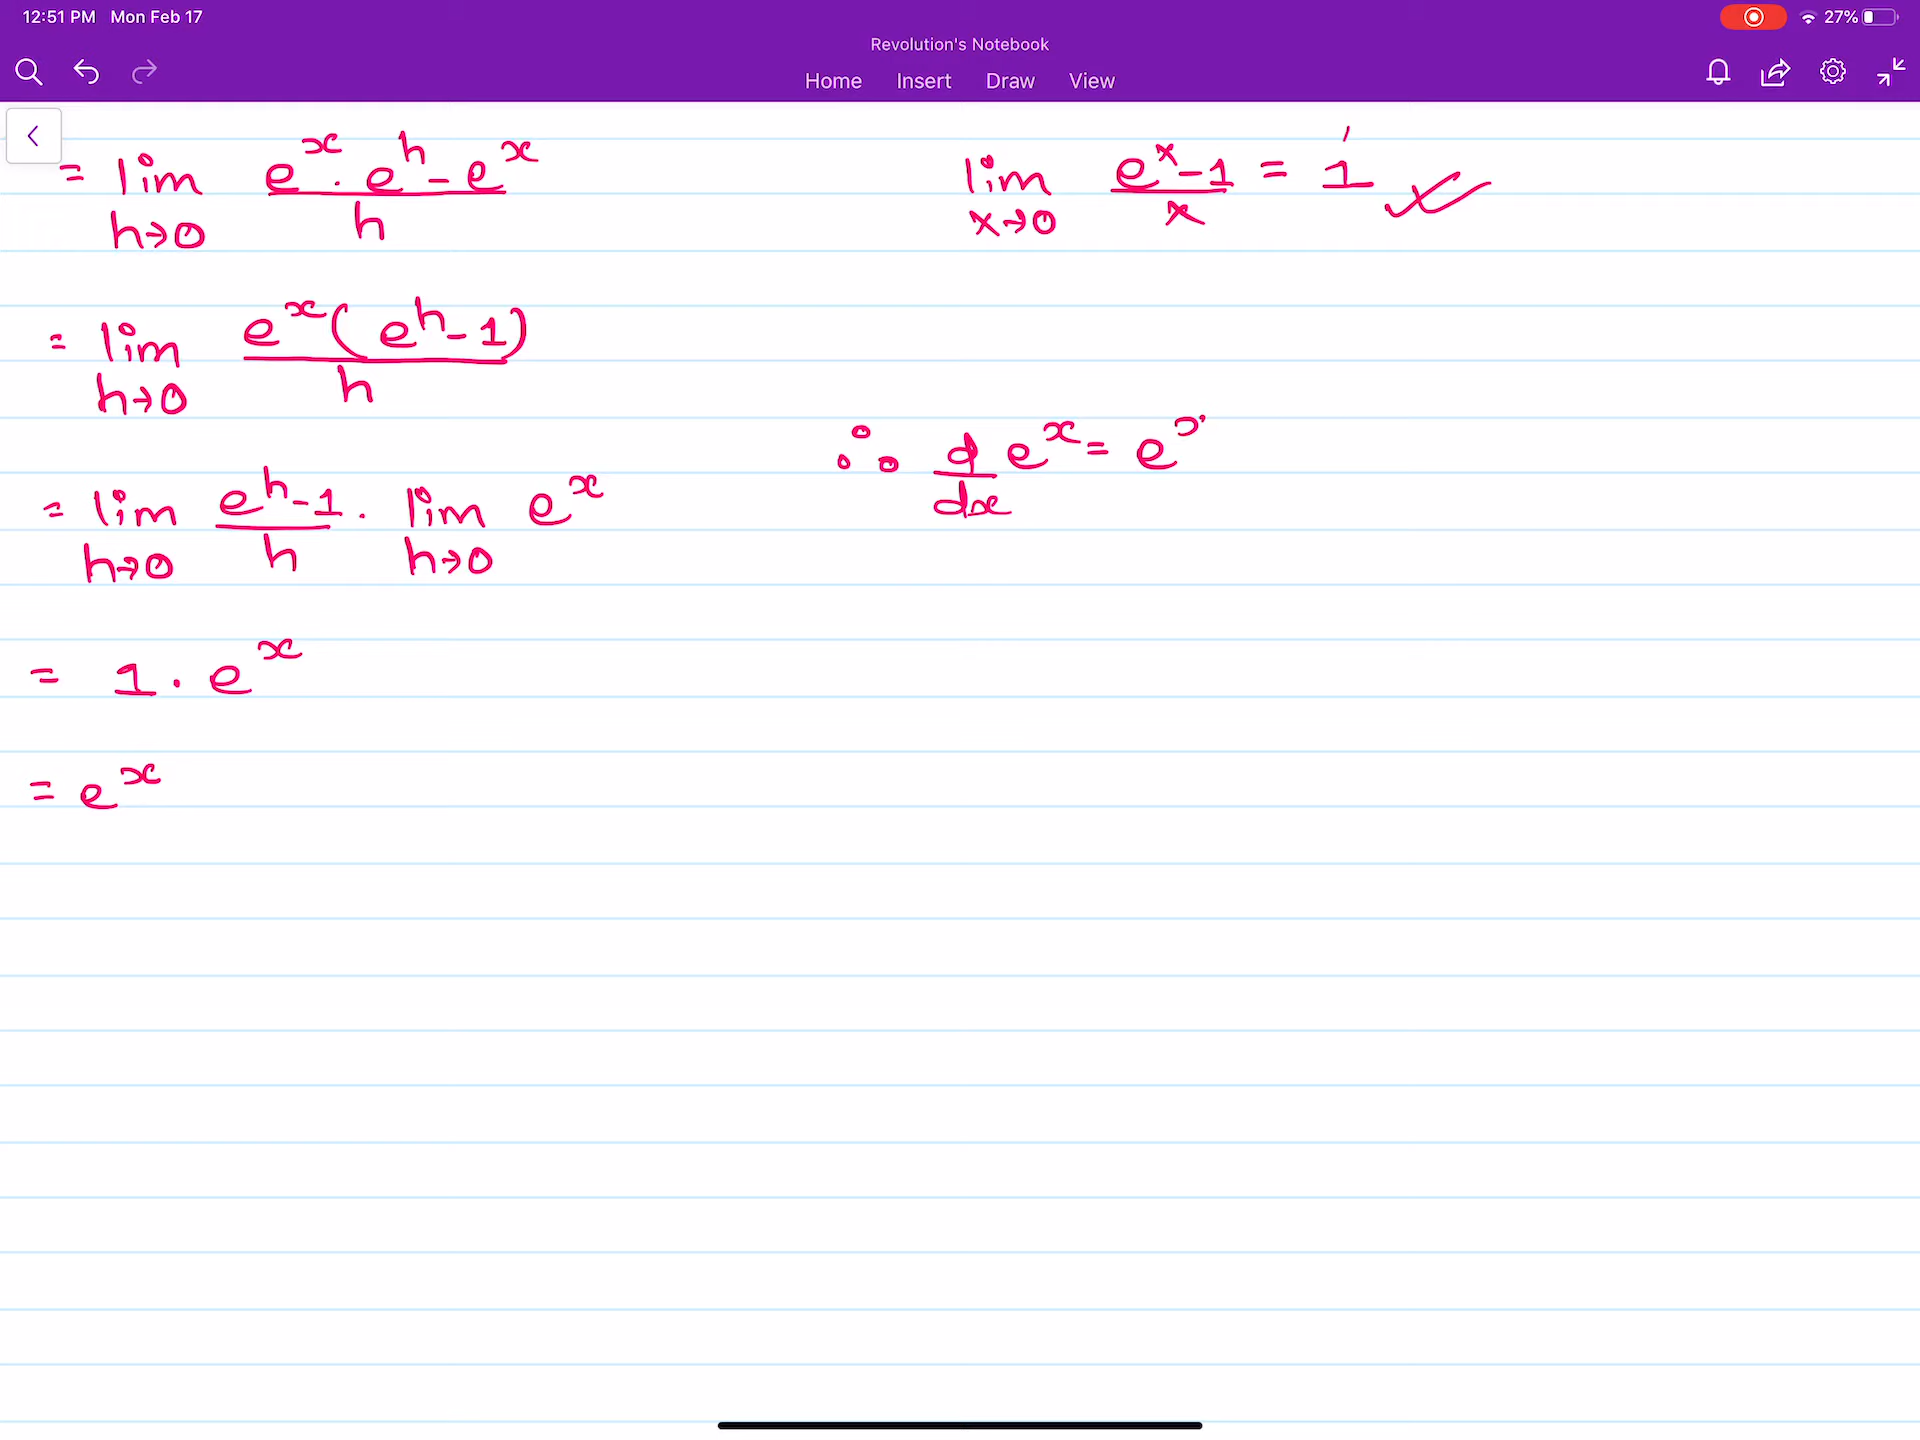 12:51 PM Mon Feb 17
27%
Revolution's Notebook
Home Insert Draw View
= lim h→0 (e^x · e^h - e^x)/h
lim x→0 (e^x - 1)/x = 1
= lim h→0 e^x (e^h - 1)/h
∴ d/dx e^x = e^
= lim h→0 (e^h - 1)/h · lim h→0 e^x
= 1 · e^x
= e^x